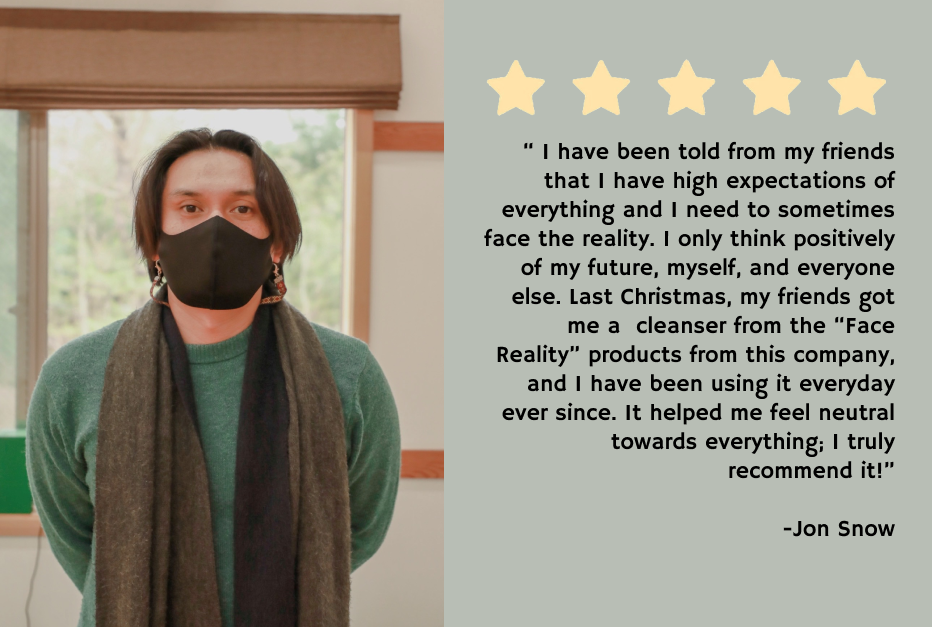 “ I have been told from my friends
that I have high expectations of
everything and I need to sometimes
face the reality. I only think positively
of my future, myself, and everyone
else. Last Christmas, my friends got
me a  cleanser from the “Face
Reality” products from this company,
and I have been using it everyday
ever since. It helped me feel neutral
towards everything; I truly
recommend it!”
-Jon Snow